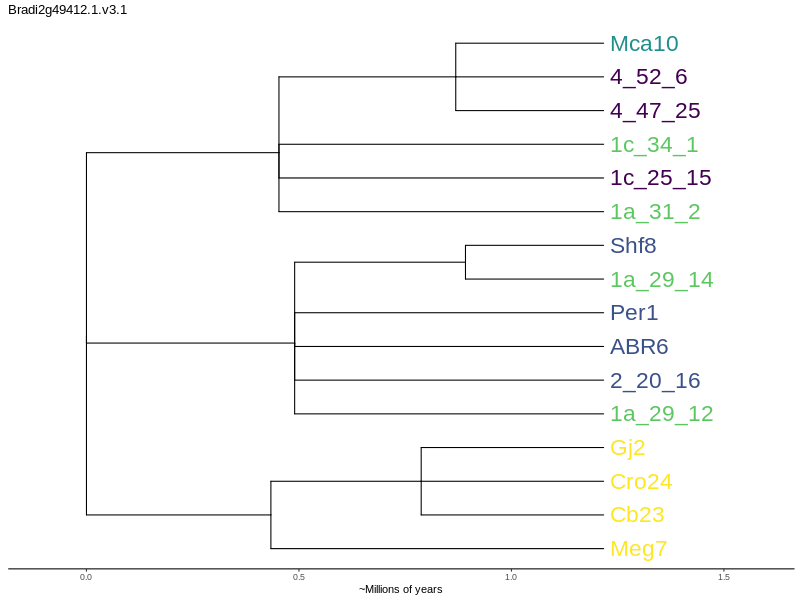 Bradi2g49412.1.v3.1
Mca10
4_52_6
4_47_25
1c_34_1
1c_25_15
1a_31_2
Shf8
1a_29_14
Per1
ABR6
2_20_16
1a_29_12
Gj2
Cro24
Cb23
Meg7
0.0 0.5 1.0 1.5
~Millions of years